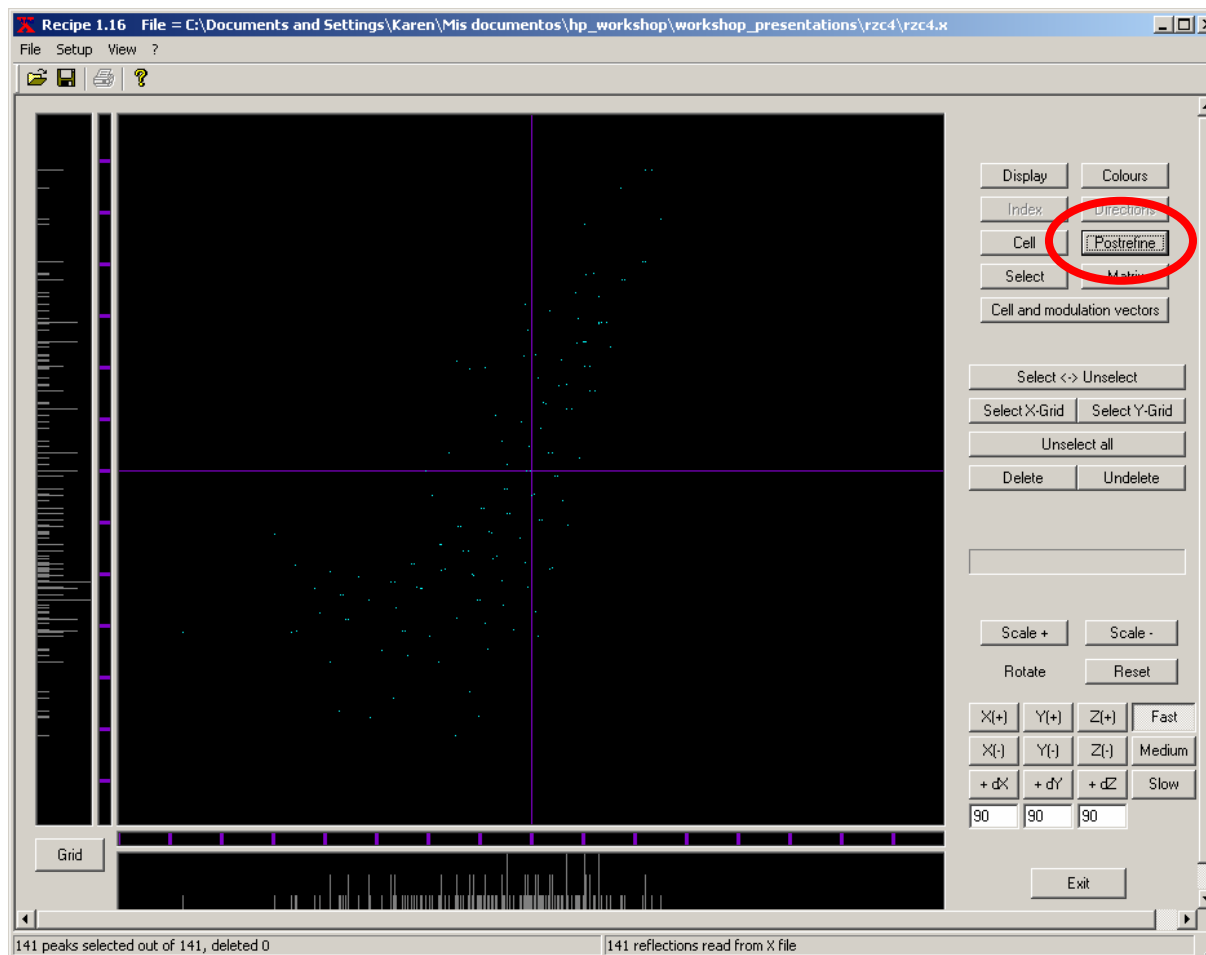 Recipe 1.16 File = C:\Documents and Settings\Karen\Mis documentos\hp_workshop\workshop_presentations\rzc4\rzc4.x
File Setup View ?
Display Colours
Index Directions
Cell Postrefine
Select Matrix
Cell and modulation vectors
Select <-> Unselect
Select X-Grid Select Y-Grid
Unselect all
Delete Undelete
Scale + Scale -
Rotate Reset
X(+) Y(+) Z(+) Fast
X(-) Y(-) Z(-) Medium
+ dX + dY + dZ Slow
90 90 90
Grid
Exit
141 peaks selected out of 141, deleted 0 141 reflections read from X file